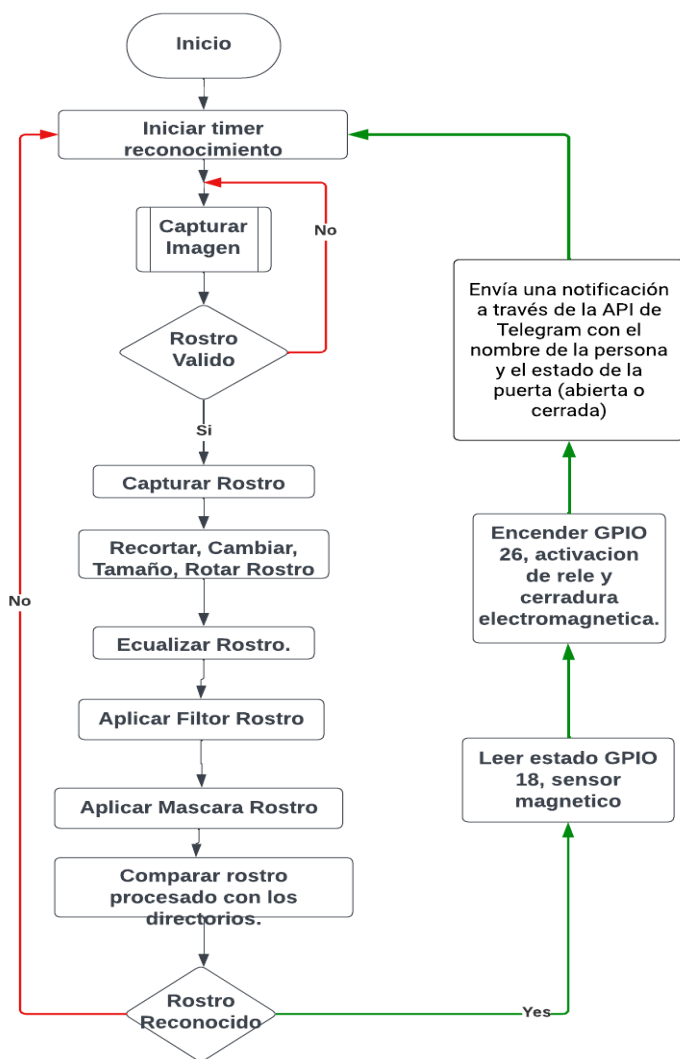 Inicio
Iniciar timer
reconocimiento
Capturar
Imagen
No
Rostro
Valido
Si
Capturar Rostro
Recortar, Cambiar,
Tamaño, Rotar Rostro
Ecualizar Rostro.
Aplicar Filtor Rostro
Aplicar Mascara Rostro
Comparar rostro
procesado con los
directorios.
Rostro
Reconocido
No
Yes
Leer estado GPIO
18, sensor
magnetico
Encender GPIO
26, activacion
de rele y
cerradura
electromagnetica.
Envía una notificación
a través de la API de
Telegram con el
nombre de la persona
y el estado de la
puerta (abierta o
cerrada)